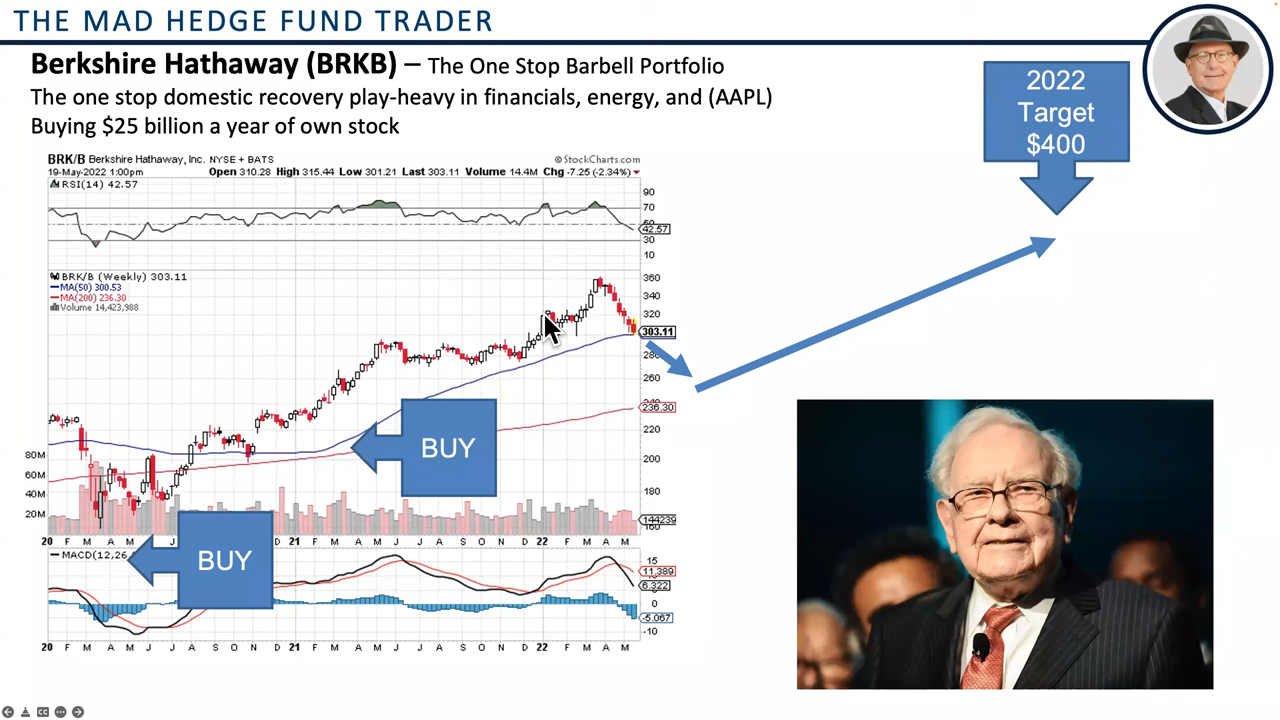 THE MAD HEDGE FUND TRADER
Berkshire Hathaway (BRKB) – The One Stop Barbell Portfolio
The one stop domestic recovery play-heavy in financials, energy, and (AAPL)
Buying $25 billion a year of own stock
2022
Target
$400
BRK/B Berkshire Hathaway, Inc. NYSE + BATS
© StockCharts.com
19-May-2022 1:00pm
Open 310.28 High 315.44 Low 301.21 Last 303.11 Volume 14.4M Chg -7.25 (-2.34%)
RSI(14) 42.57
90
70
50
42.57
30
10
BRK/B (Weekly) 303.11
MA(50) 300.53
MA(200) 236.30
Volume 14,423,988
360
340
320
303.11
280
260
240
236.30
220
200
180
160
80M
60M
40M
20M
144239
BUY
20 F M A M J J A S O N D 21 F M A M J J A S O N D 22 F M A M
MACD(12,26,
BUY
15
11.389
6.322
0
-5.067
-10
20 F M A M J J A S O N D 21 F M A M J J A S O N D 22 F M A M
CC